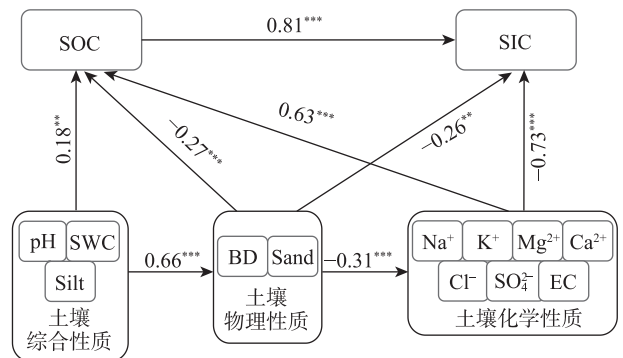 0.81***
SOC
SIC
0.18**
−0.27***
0.63***
−0.26**
−0.73***
pH SWC
Silt
土壤
综合性质
0.66***
BD Sand
土壤
物理性质
−0.31***
Na⁺ K⁺ Mg²⁺ Ca²⁺
Cl⁻ SO₄²⁻ EC
土壤化学性质